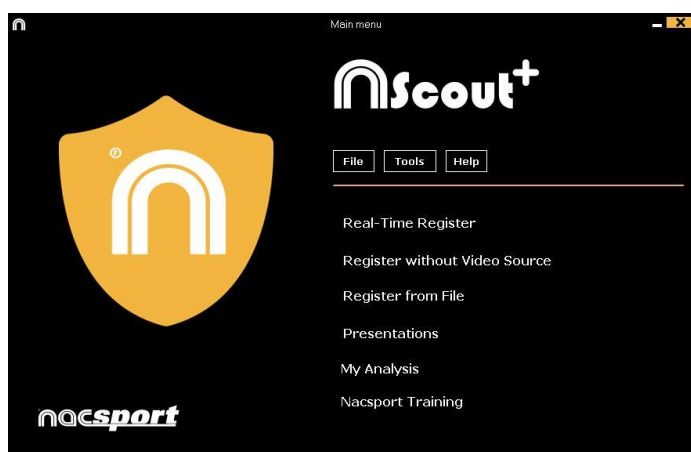 Main menu
nScout+
File Tools Help
Real-Time Register
Register without Video Source
Register from File
Presentations
My Analysis
Nacsport Training
®
n
nacsport